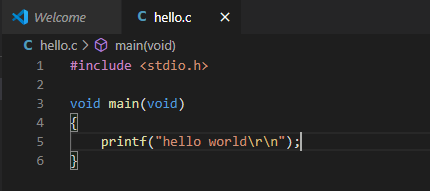 Welcome hello.c
C hello.c > main(void)
1 #include <stdio.h>
2
3 void main(void)
4 {
5     printf("hello world\r\n");
6 }